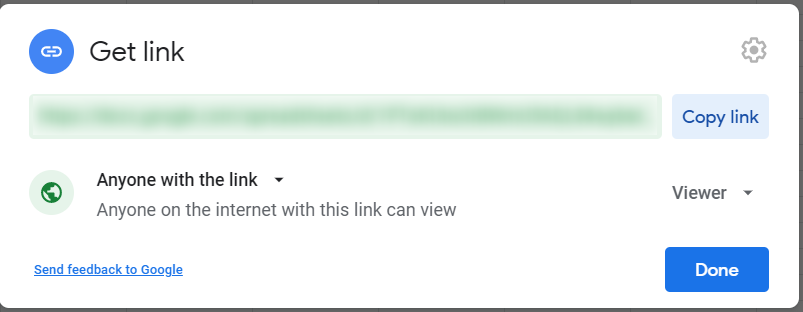 Get link
Copy link
Anyone with the link
Anyone on the internet with this link can view
Viewer
Send feedback to Google
Done